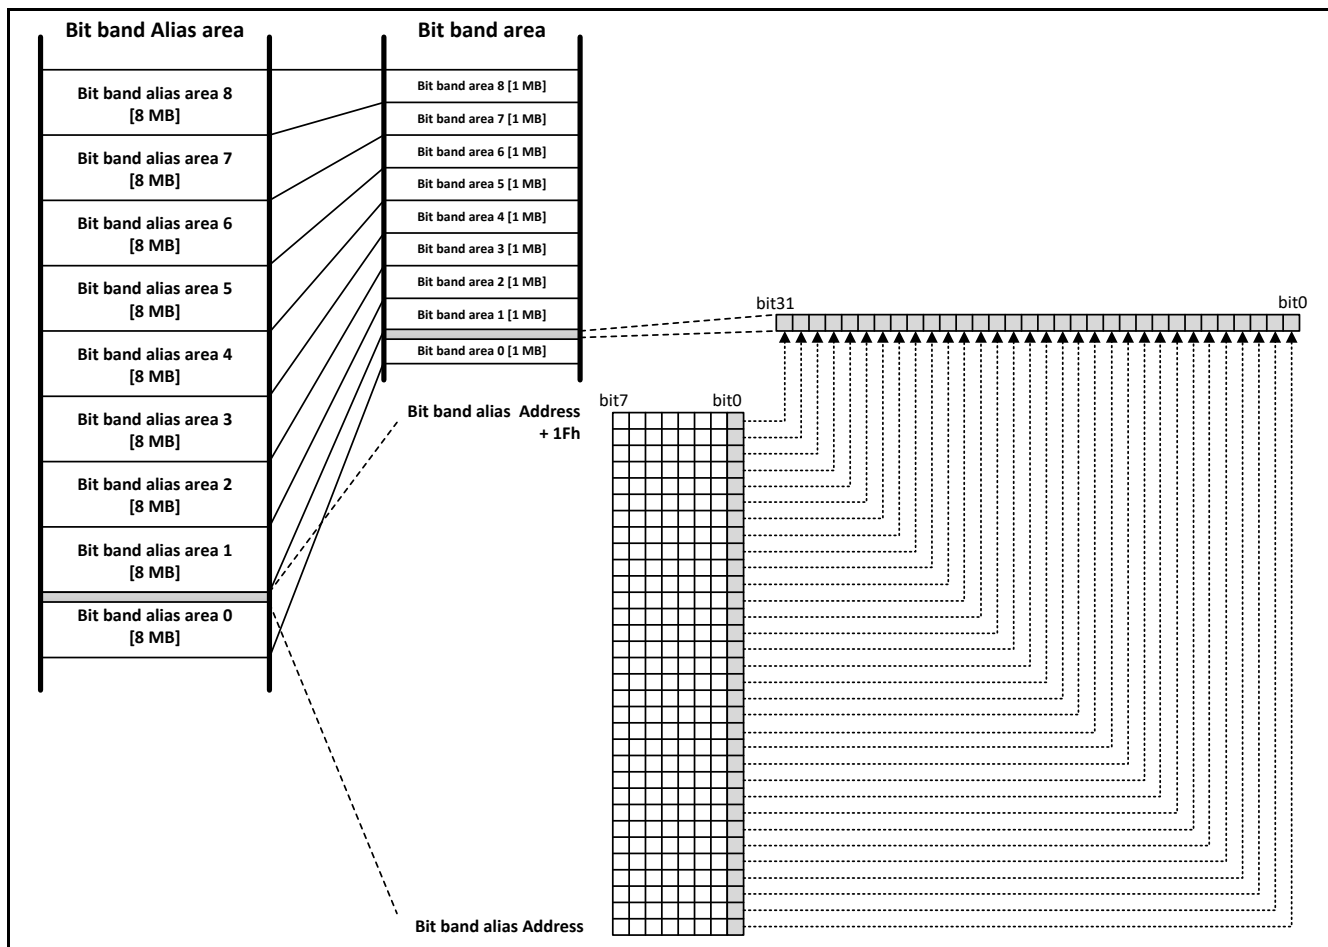 Bit band Alias area
Bit band area
Bit band alias area 8
[8 MB]
Bit band alias area 7
[8 MB]
Bit band alias area 6
[8 MB]
Bit band alias area 5
[8 MB]
Bit band alias area 4
[8 MB]
Bit band alias area 3
[8 MB]
Bit band alias area 2
[8 MB]
Bit band alias area 1
[8 MB]
Bit band alias area 0
[8 MB]
Bit band area 8 [1 MB]
Bit band area 7 [1 MB]
Bit band area 6 [1 MB]
Bit band area 5 [1 MB]
Bit band area 4 [1 MB]
Bit band area 3 [1 MB]
Bit band area 2 [1 MB]
Bit band area 1 [1 MB]
Bit band area 0 [1 MB]
bit31
bit0
Bit band alias Address
+ 1Fh
bit7
bit0
Bit band alias Address